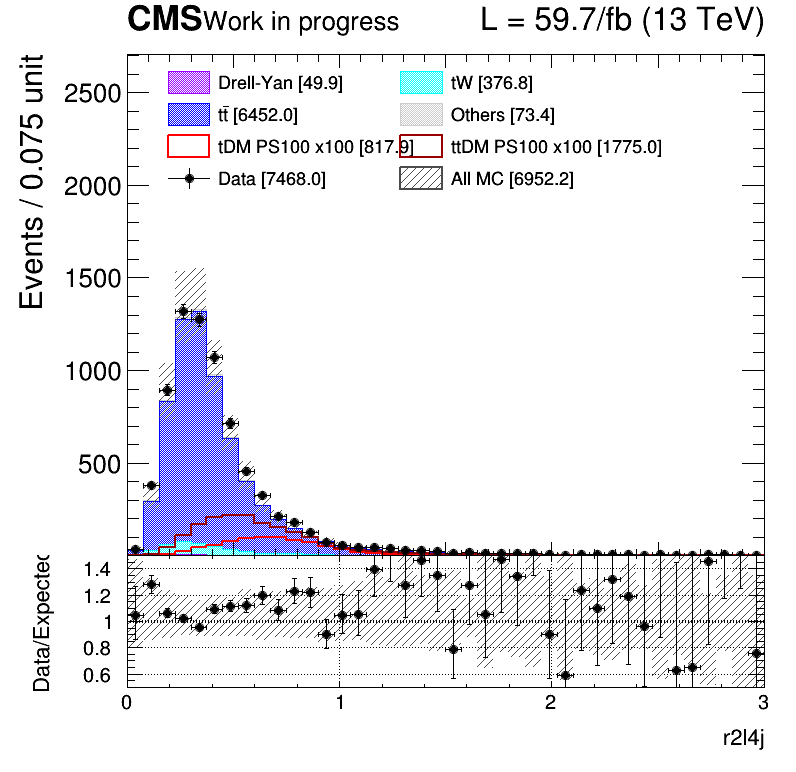 CMS Work in progress L = 59.7/fb (13 TeV)
Events / 0.075 unit
2500
2000
1500
1000
500
Drell-Yan [49.9] tW [376.8]
tt̄ [6452.0] Others [73.4]
tDM PS100 x100 [817.9] ttDM PS100 x100 [1775.0]
Data [7468.0] All MC [6952.2]
Data/Expected
1.4
1.2
1
0.8
0.6
0 1 2 3
r2l4j